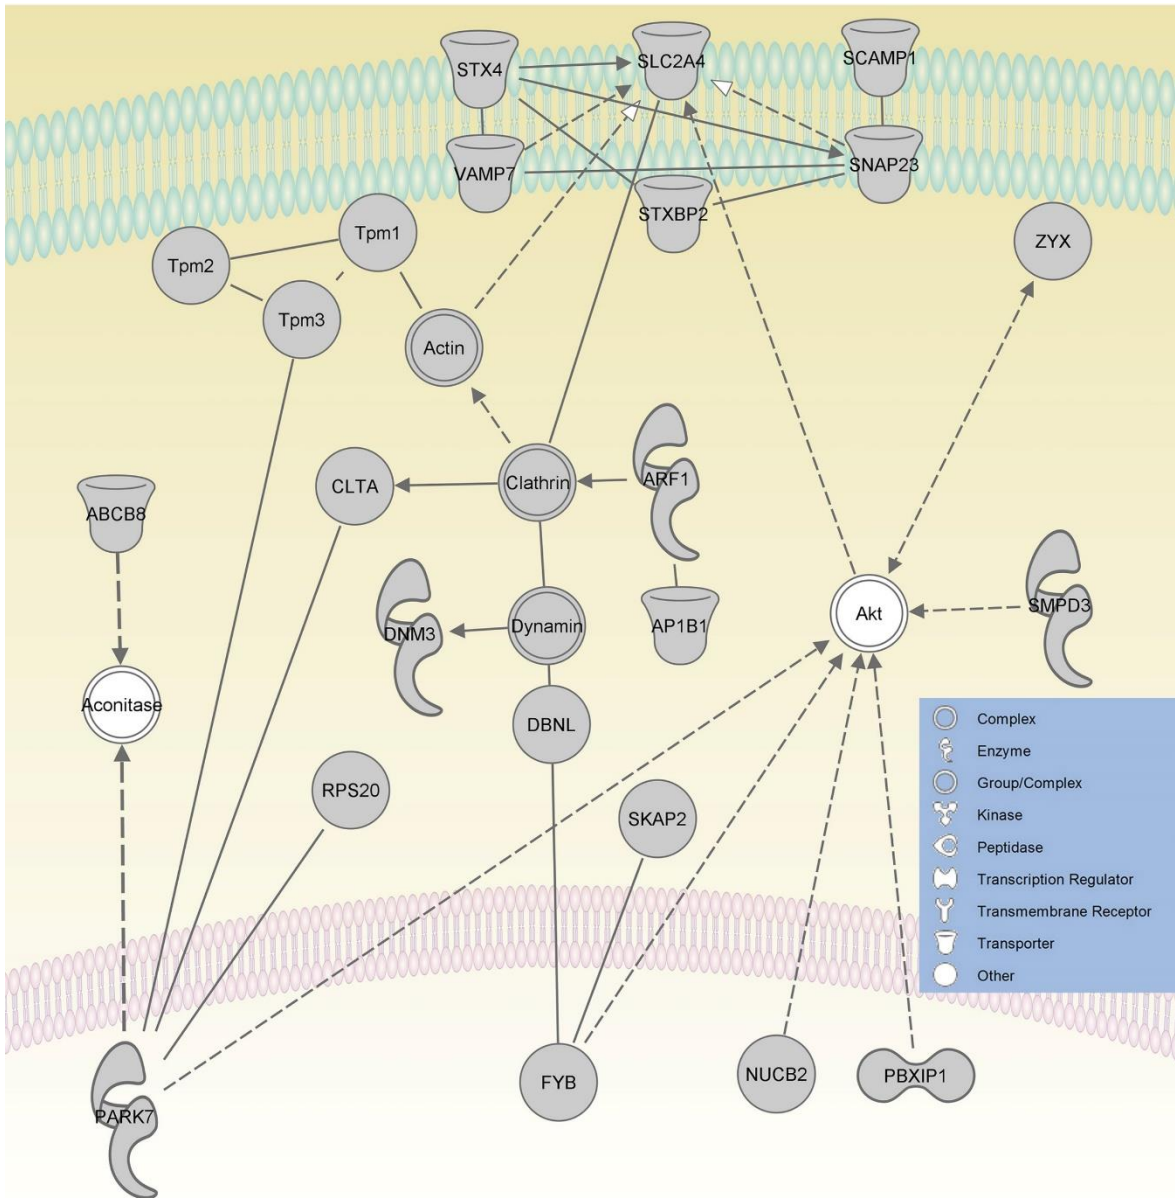 STX4
SLC2A4
SCAMP1
VAMP7
SNAP23
STXBP2
Tpm1
ZYX
Tpm2
Tpm3
Actin
CLTA
Clathrin
ARF1
ABCB8
DNM3
Dynamin
AP1B1
Akt
SMPD3
Aconitase
DBNL
Complex
Enzyme
Group/Complex
Kinase
Peptidase
Transcription Regulator
Transmembrane Receptor
Transporter
Other
RPS20
SKAP2
FYB
NUCB2
PBXIP1
PARK7